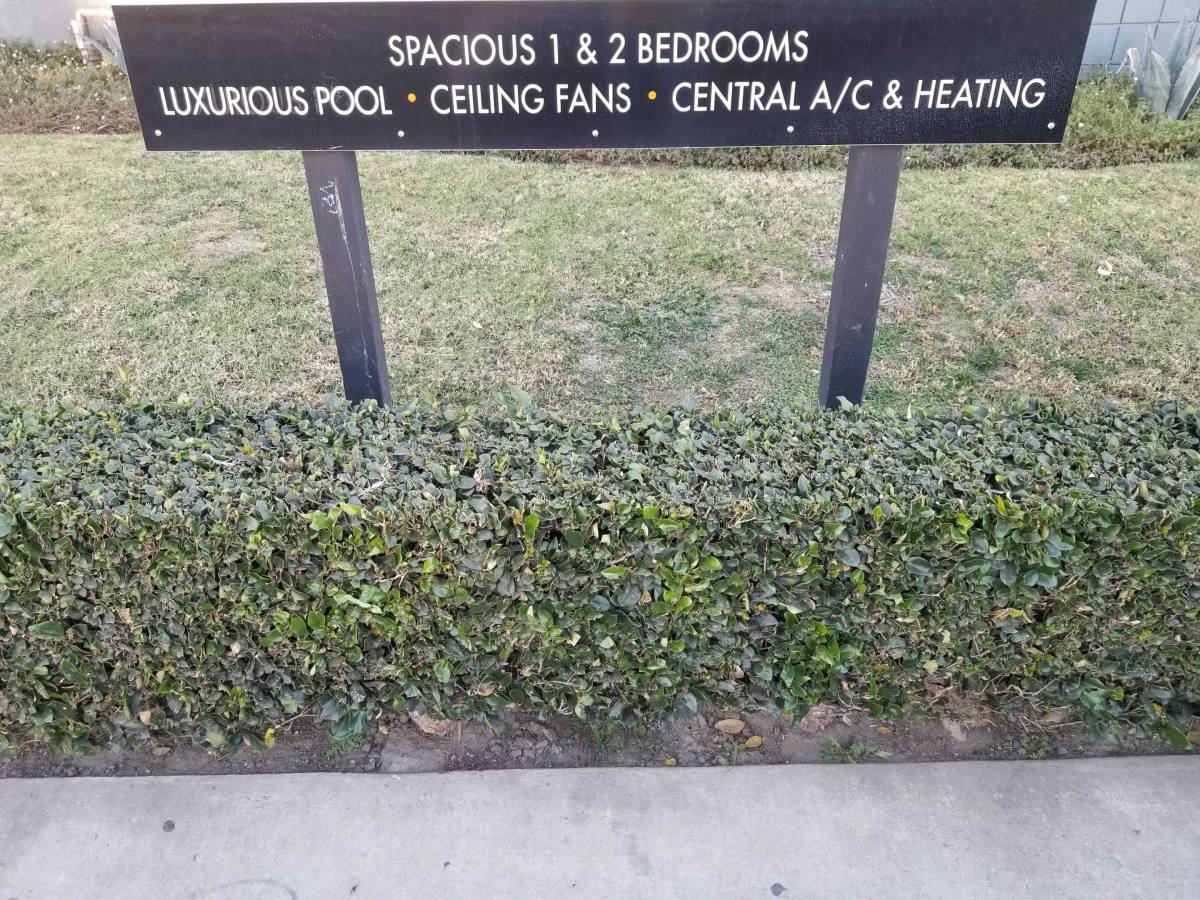 SPACIOUS 1 & 2 BEDROOMS
LUXURIOUS POOL • CEILING FANS • CENTRAL A/C & HEATING